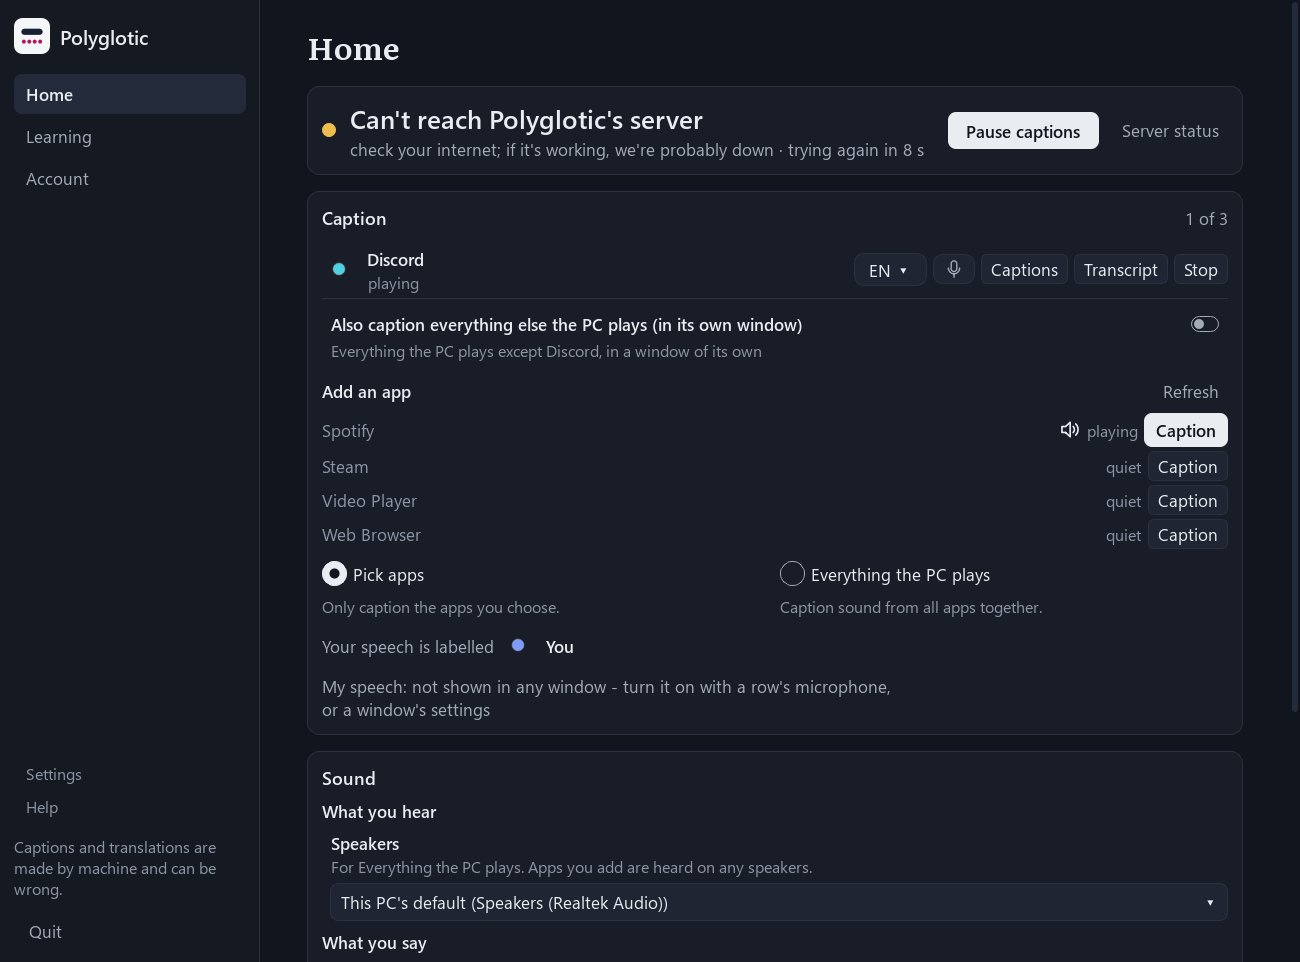 Polyglotic
Home
Learning
Account
Settings
Help
Captions and translations are
made by machine and can be
wrong.
Quit
Home
Can't reach Polyglotic's server
check your internet; if it's working, we're probably down · trying again in 8 s
Pause captions
Server status
Caption
1 of 3
Discord
playing
EN
Captions
Transcript
Stop
Also caption everything else the PC plays (in its own window)
Everything the PC plays except Discord, in a window of its own
Add an app
Refresh
Spotify
playing
Caption
Steam
quiet
Caption
Video Player
quiet
Caption
Web Browser
quiet
Caption
Pick apps
Only caption the apps you choose.
Everything the PC plays
Caption sound from all apps together.
Your speech is labelled
You
My speech: not shown in any window - turn it on with a row's microphone,
or a window's settings
Sound
What you hear
Speakers
For Everything the PC plays. Apps you add are heard on any speakers.
This PC's default (Speakers (Realtek Audio))
What you say